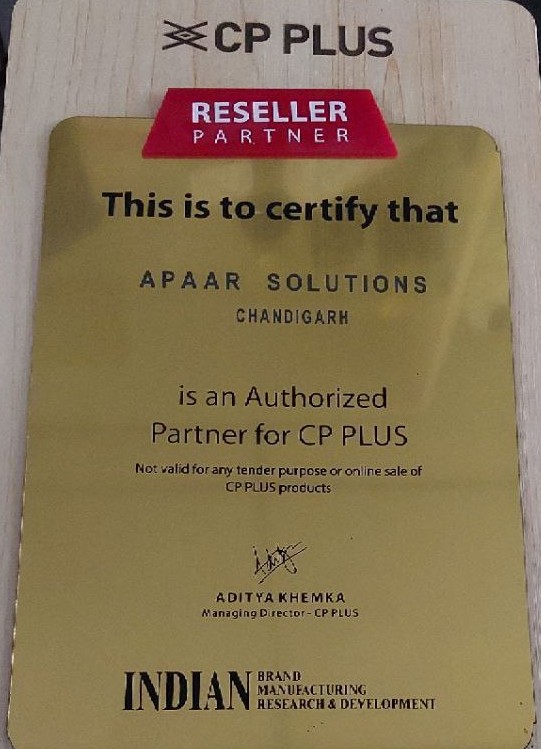 CP PLUS
RESELLER
PARTNER
This is to certify that
APAAR SOLUTIONS
CHANDIGARH
is an Authorized
Partner for CP PLUS
Not valid for any tender purpose or online sale of
CP PLUS products
ADITYA KHEMKA
Managing Director - CP PLUS
INDIAN
BRAND
MANUFACTURING
RESEARCH & DEVELOPMENT